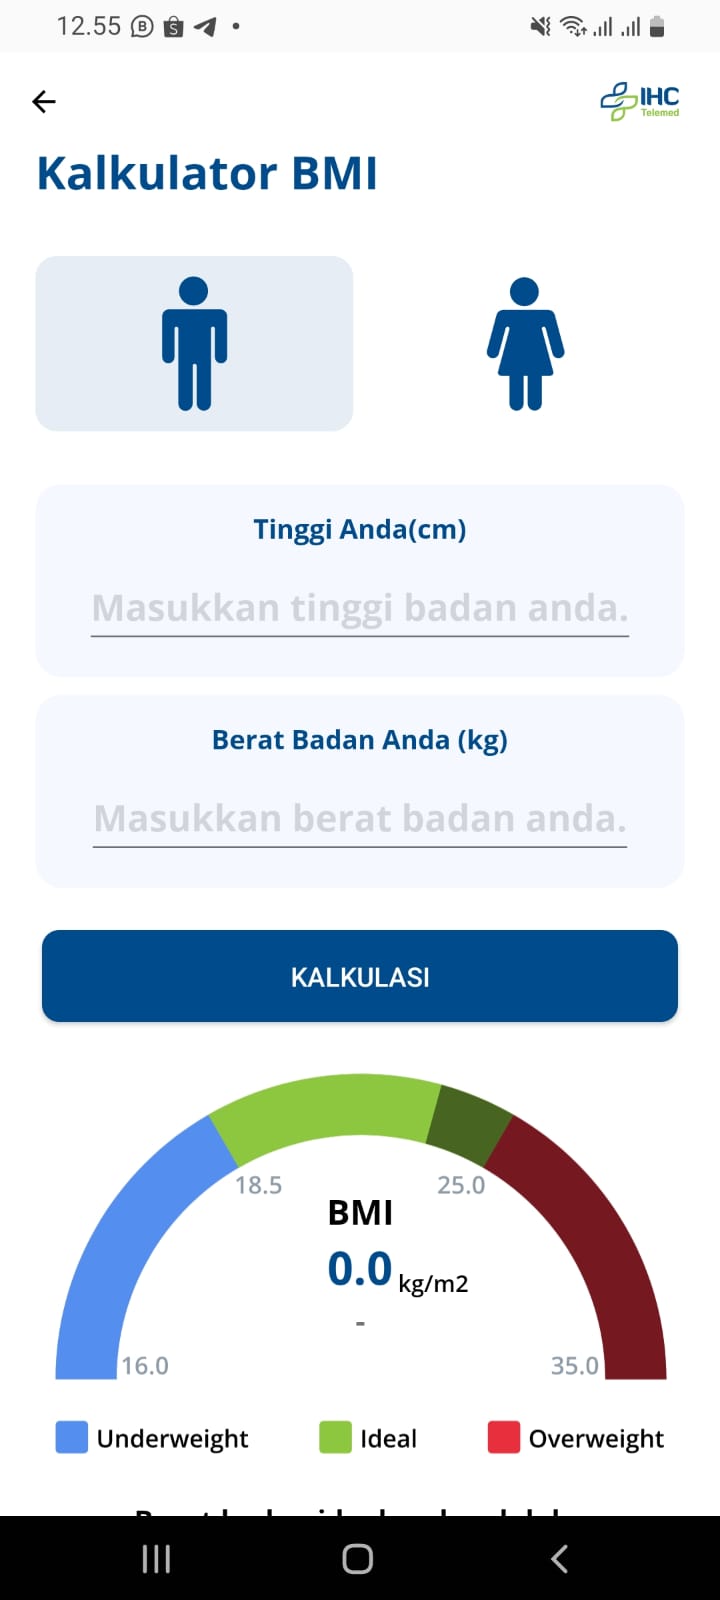 12.55
IHC
Telemed
Kalkulator BMI
Tinggi Anda(cm)
Masukkan tinggi badan anda.
Berat Badan Anda (kg)
Masukkan berat badan anda.
KALKULASI
18.5
25.0
BMI
0.0 kg/m2
-
16.0
35.0
Underweight
Ideal
Overweight